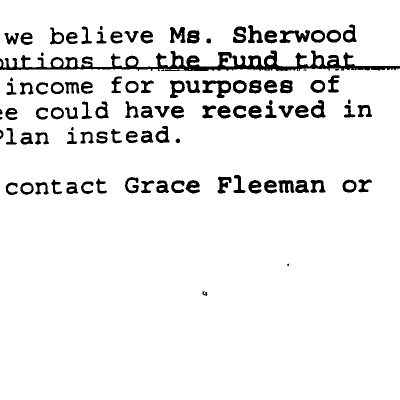 we believe Ms. Sherwood
butions to the Fund that
income for purposes of
ee could have received in
Plan instead.
contact Grace Fleeman or